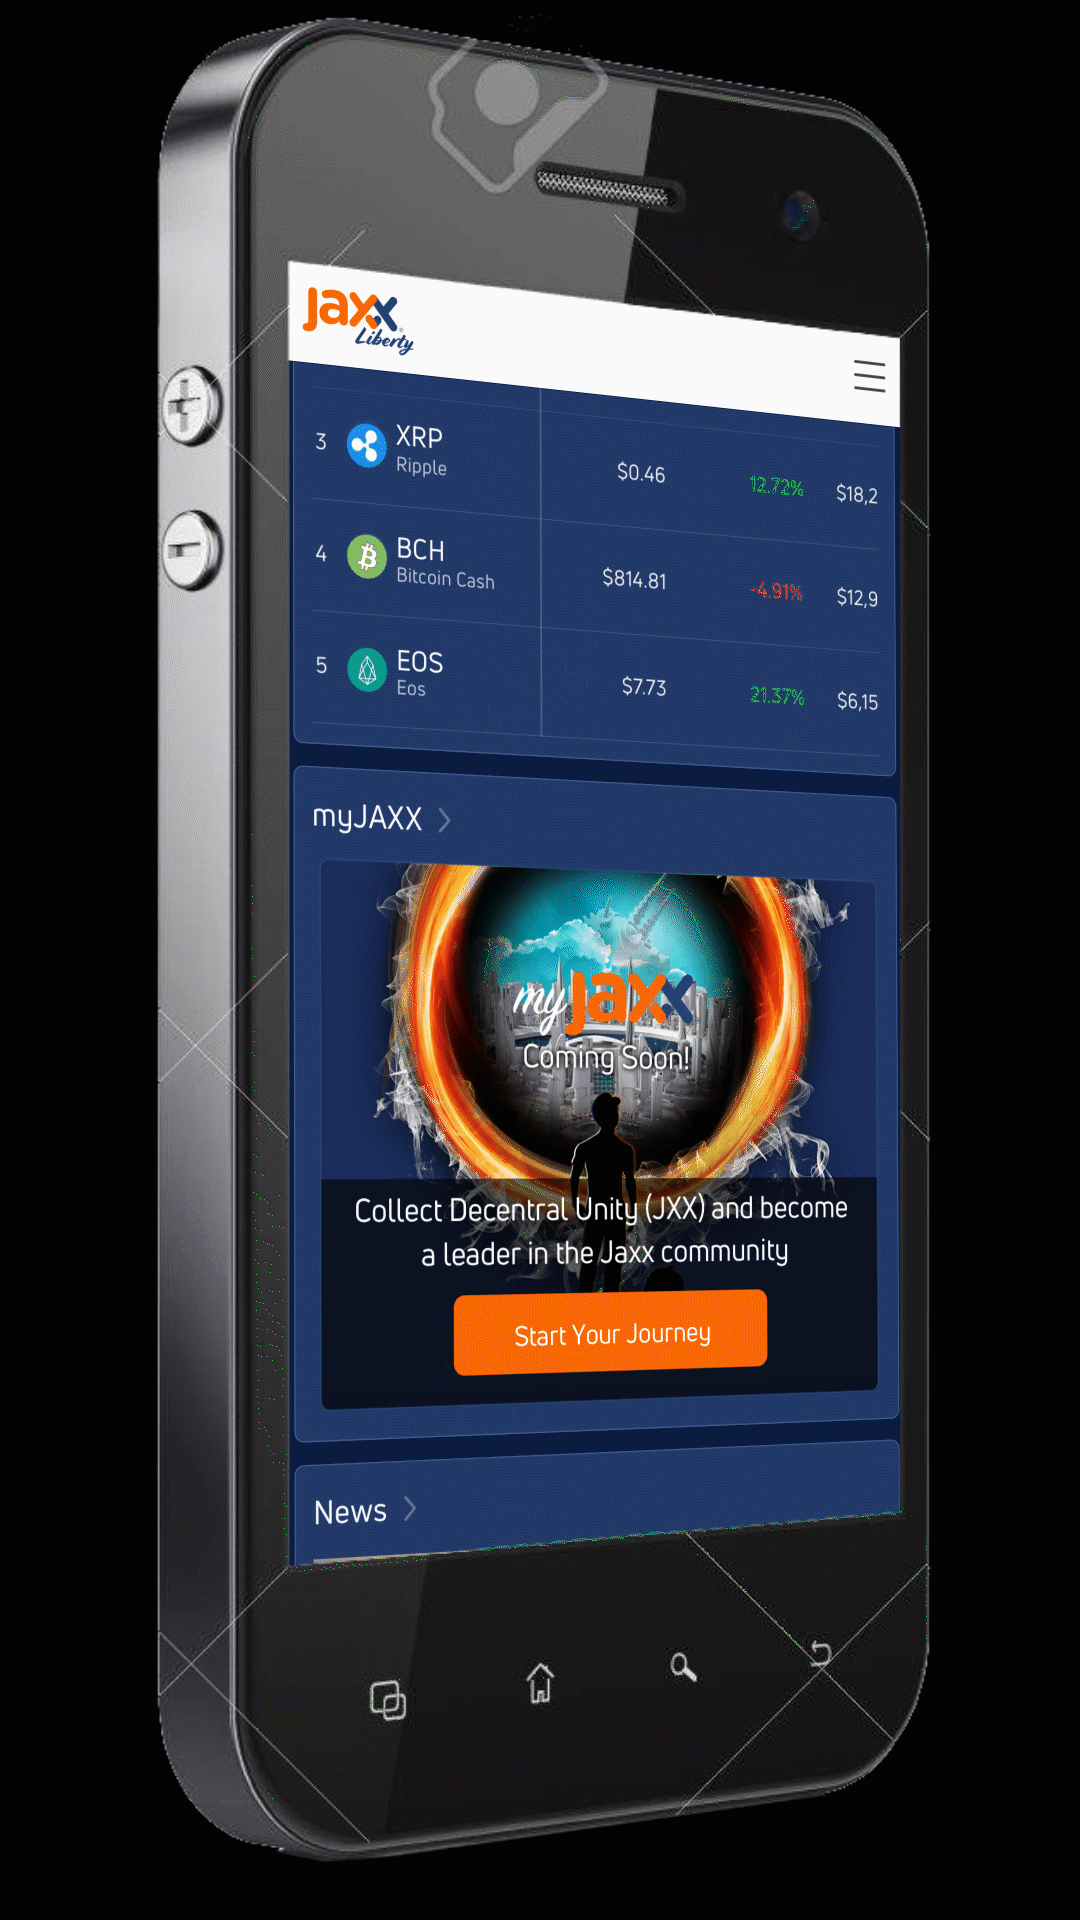 Jaxx
Liberty
3 XRP $0.46 12.72% $18,2
Ripple
4 BCH $814.81 -4.91% $12,9
Bitcoin Cash
5 EOS $7.73 21.37% $6,15
Eos
myJAXX
my Jaxx
Coming Soon!
Collect Decentral Unity (JXX) and become
a leader in the Jaxx community
Start Your Journey
News